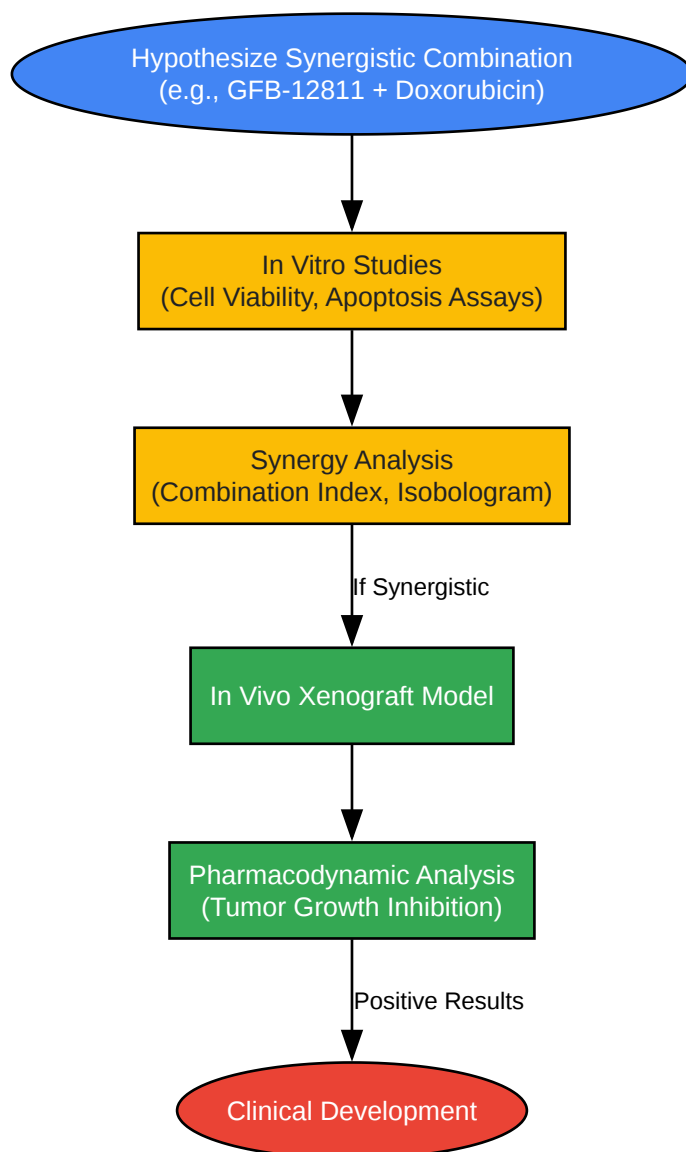 Hypothesize Synergistic Combination
(e.g., GFB-12811 + Doxorubicin)
In Vitro Studies
(Cell Viability, Apoptosis Assays)
Synergy Analysis
(Combination Index, Isobologram)
If Synergistic
In Vivo Xenograft Model
Pharmacodynamic Analysis
(Tumor Growth Inhibition)
Positive Results
Clinical Development